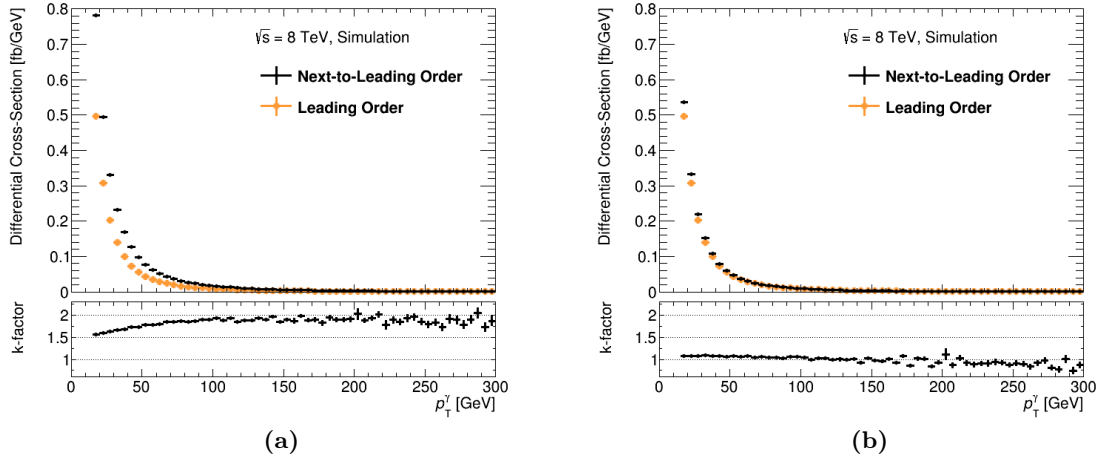 Differential Cross-Section [fb/GeV]
0.8
0.7
0.6
0.5
0.4
0.3
0.2
0.1
0
√s = 8 TeV, Simulation
Next-to-Leading Order
Leading Order
k-factor
2
1.5
1
0 50 100 150 200 250 300
p_T^γ [GeV]
(a)
Differential Cross-Section [fb/GeV]
0.8
0.7
0.6
0.5
0.4
0.3
0.2
0.1
0
√s = 8 TeV, Simulation
Next-to-Leading Order
Leading Order
k-factor
2
1.5
1
0 50 100 150 200 250 300
p_T^γ [GeV]
(b)